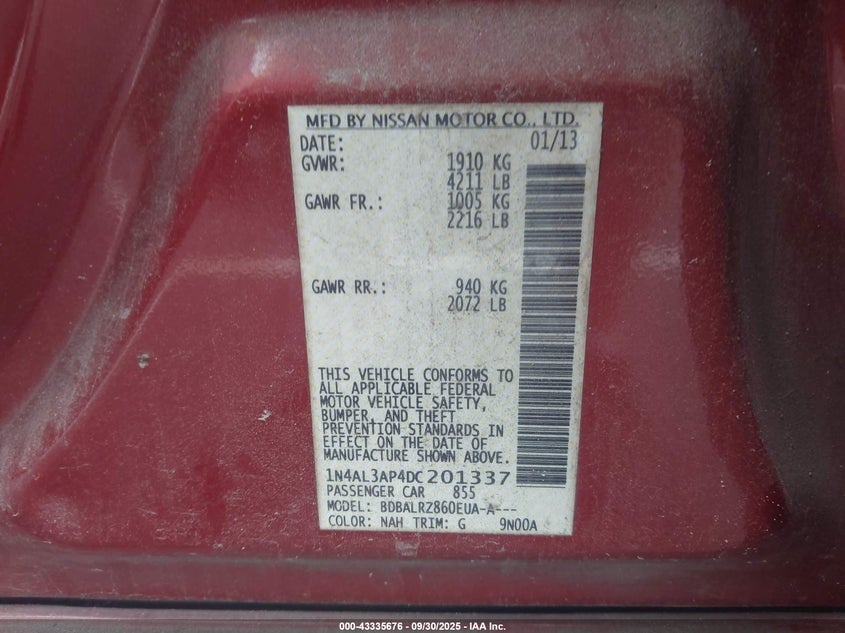 MFD BY NISSAN MOTOR CO., LTD.
DATE: 01/13
GVWR: 1910 KG
4211 LB
GAWR FR.: 1005 KG
2216 LB
GAWR RR.: 940 KG
2072 LB
THIS VEHICLE CONFORMS TO
ALL APPLICABLE FEDERAL
MOTOR VEHICLE SAFETY,
BUMPER, AND THEFT
PREVENTION STANDARDS IN
EFFECT ON THE DATE OF
MANUFACTURE SHOWN ABOVE.
1N4AL3AP4DC201337
PASSENGER CAR 855
MODEL: BDBALRZ860EUA-A---
COLOR: NAH TRIM: G 9N00A
000-43335676 - 09/30/2025 - IAA Inc.